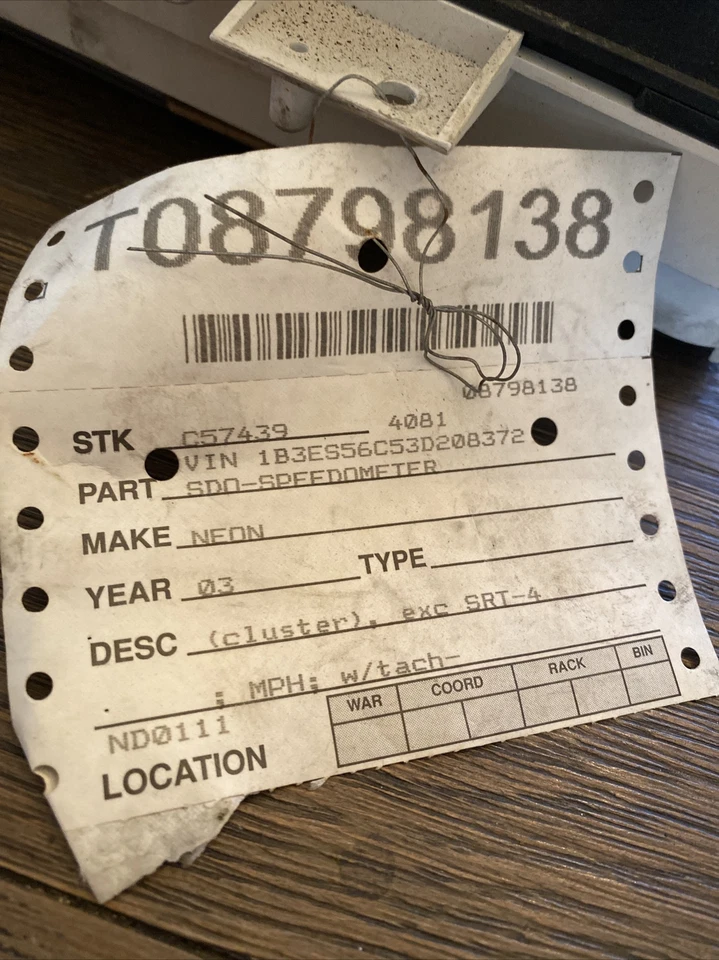 T08798138
08798138
STK C57439 4081
VIN 1B3ES56C53D208372
PART SDO-SPEEDOMETER
MAKE NEON
YEAR 03 TYPE
DESC (cluster), exc SRT-4
; MPH; w/tach-
WAR COORD RACK BIN
ND0111
LOCATION